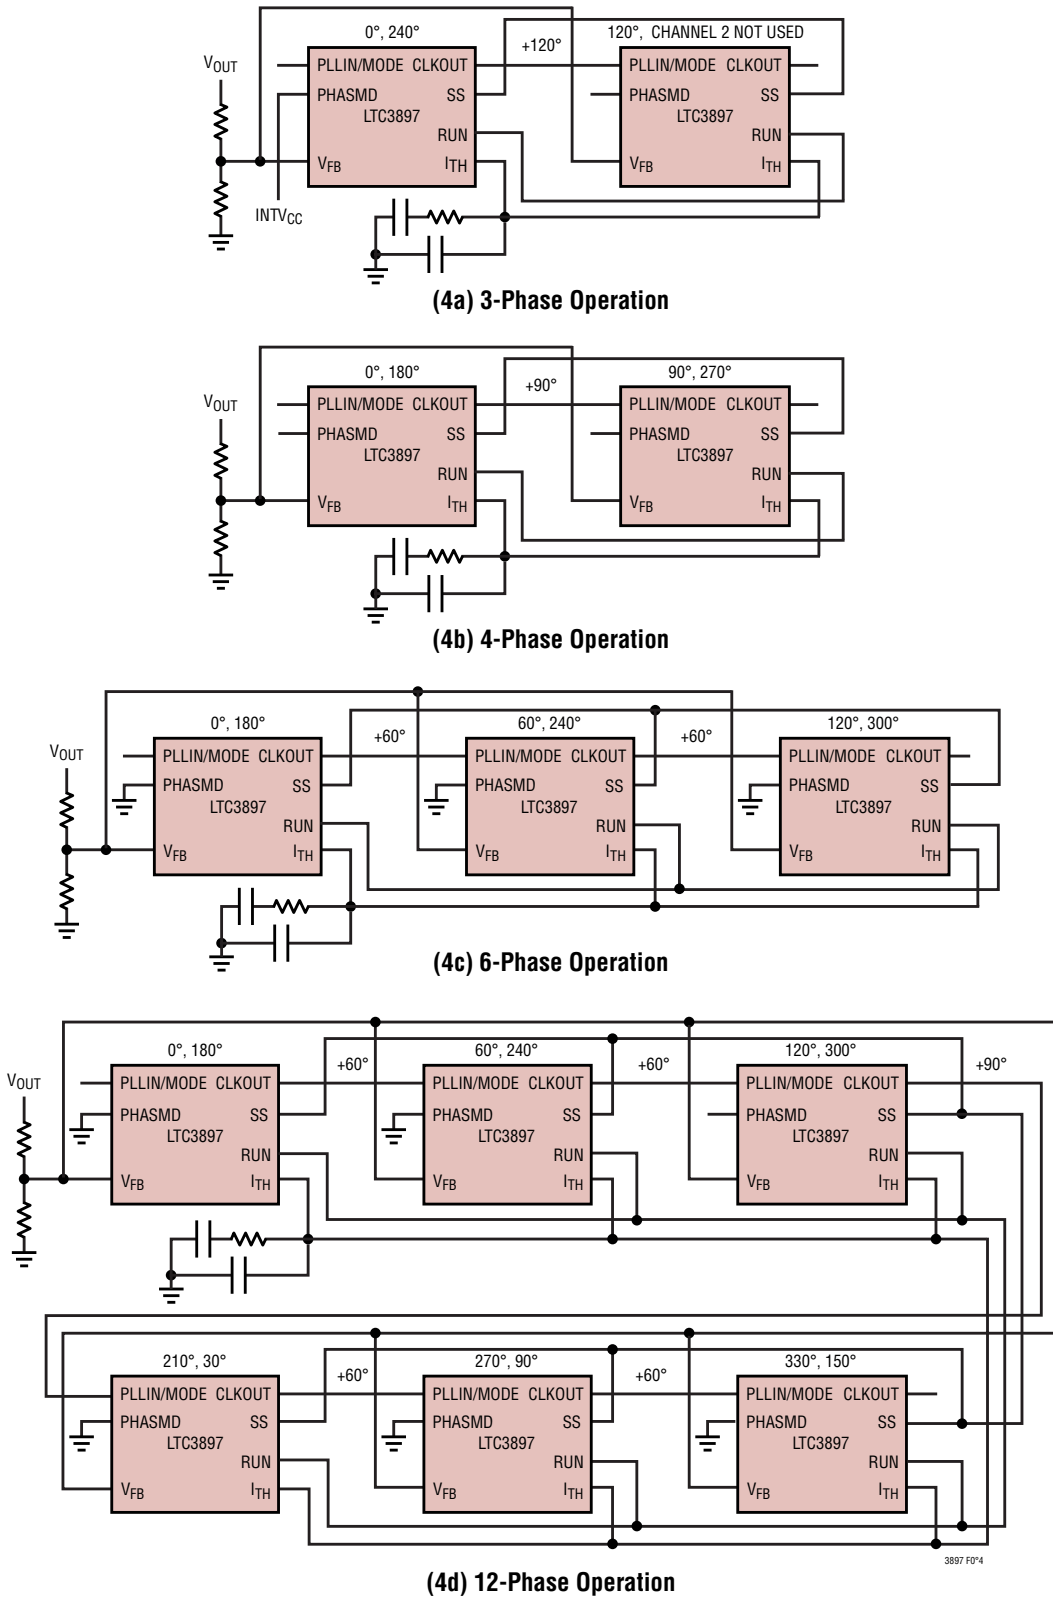 0°, 240°
120°, CHANNEL 2 NOT USED
+120°
VOUT
PLLIN/MODE CLKOUT
PHASMD SS
LTC3897
RUN
VFB ITH
INTVCC
PLLIN/MODE CLKOUT
PHASMD SS
LTC3897
RUN
VFB ITH
(4a) 3-Phase Operation
0°, 180°
90°, 270°
+90°
VOUT
PLLIN/MODE CLKOUT
PHASMD SS
LTC3897
RUN
VFB ITH
PLLIN/MODE CLKOUT
PHASMD SS
LTC3897
RUN
VFB ITH
(4b) 4-Phase Operation
0°, 180°
+60°
60°, 240°
+60°
120°, 300°
VOUT
PLLIN/MODE CLKOUT
PHASMD SS
LTC3897
RUN
VFB ITH
PLLIN/MODE CLKOUT
PHASMD SS
LTC3897
RUN
VFB ITH
PLLIN/MODE CLKOUT
PHASMD SS
LTC3897
RUN
VFB ITH
(4c) 6-Phase Operation
0°, 180°
+60°
60°, 240°
+60°
120°, 300°
+90°
VOUT
PLLIN/MODE CLKOUT
PHASMD SS
LTC3897
RUN
VFB ITH
PLLIN/MODE CLKOUT
PHASMD SS
LTC3897
RUN
VFB ITH
PLLIN/MODE CLKOUT
PHASMD SS
LTC3897
RUN
VFB ITH
210°, 30°
+60°
270°, 90°
+60°
330°, 150°
PLLIN/MODE CLKOUT
PHASMD SS
LTC3897
RUN
VFB ITH
PLLIN/MODE CLKOUT
PHASMD SS
LTC3897
RUN
VFB ITH
PLLIN/MODE CLKOUT
PHASMD SS
LTC3897
RUN
VFB ITH
3897 F0°4
(4d) 12-Phase Operation